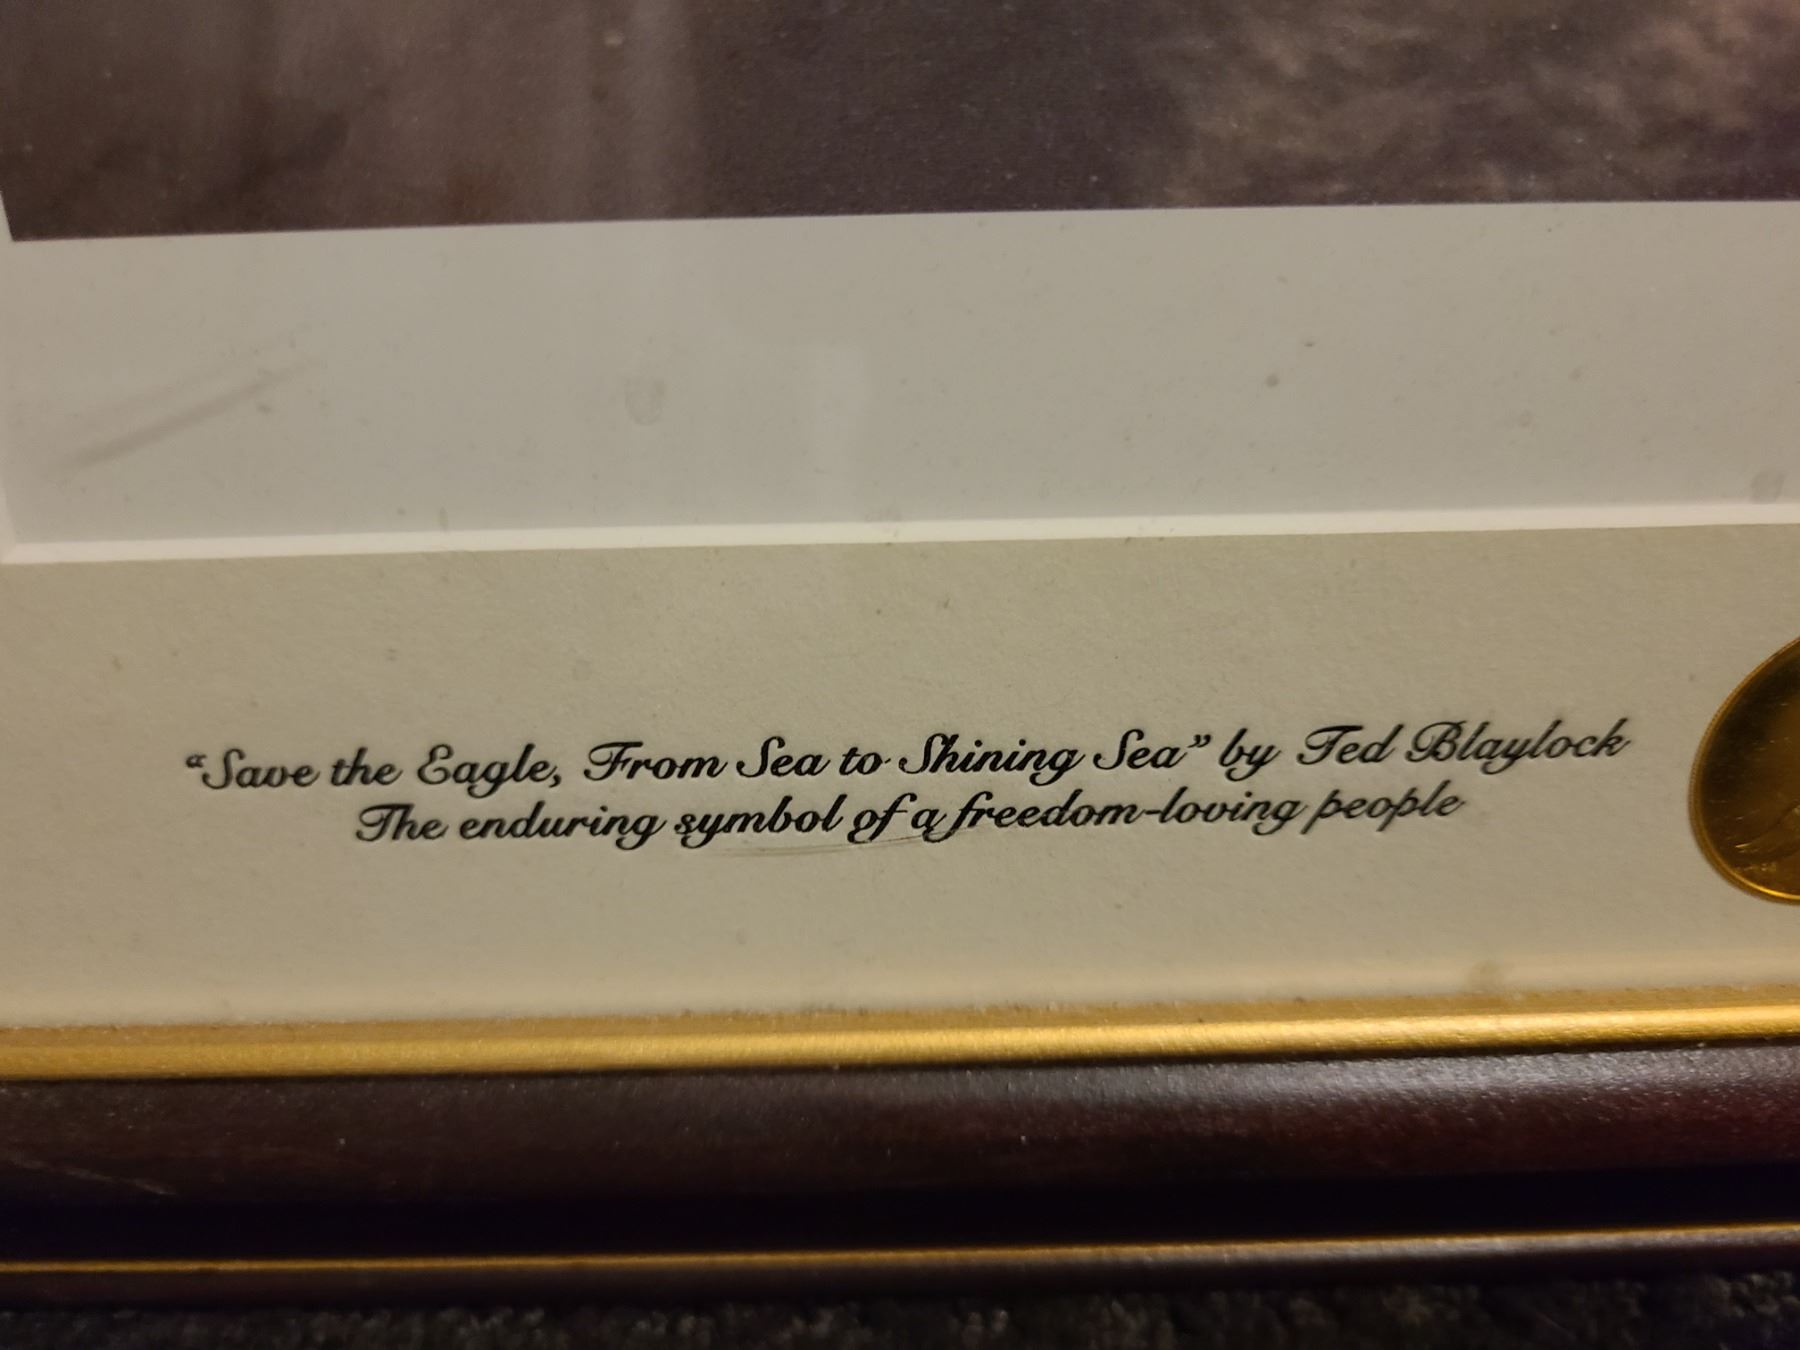 “Save the Eagle, From Sea to Shining Sea” by Ted Blaylock
The enduring symbol of a freedom-loving people